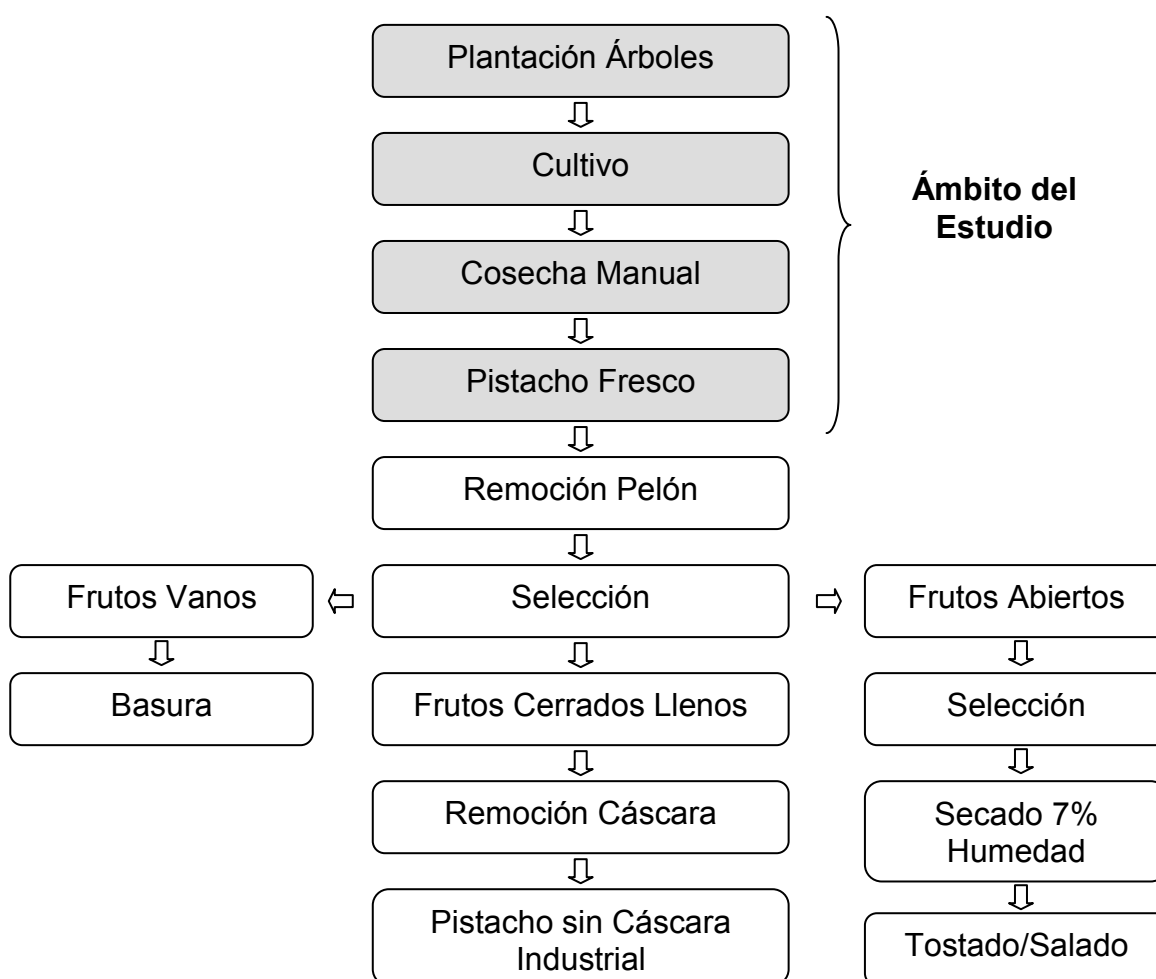 Plantación Árboles
Cultivo
Ámbito del
Estudio
Cosecha Manual
Pistacho Fresco
Remoción Pelón
Frutos Vanos
Selección
Frutos Abiertos
Basura
Frutos Cerrados Llenos
Selección
Remoción Cáscara
Secado 7%
Humedad
Pistacho sin Cáscara
Industrial
Tostado/Salado